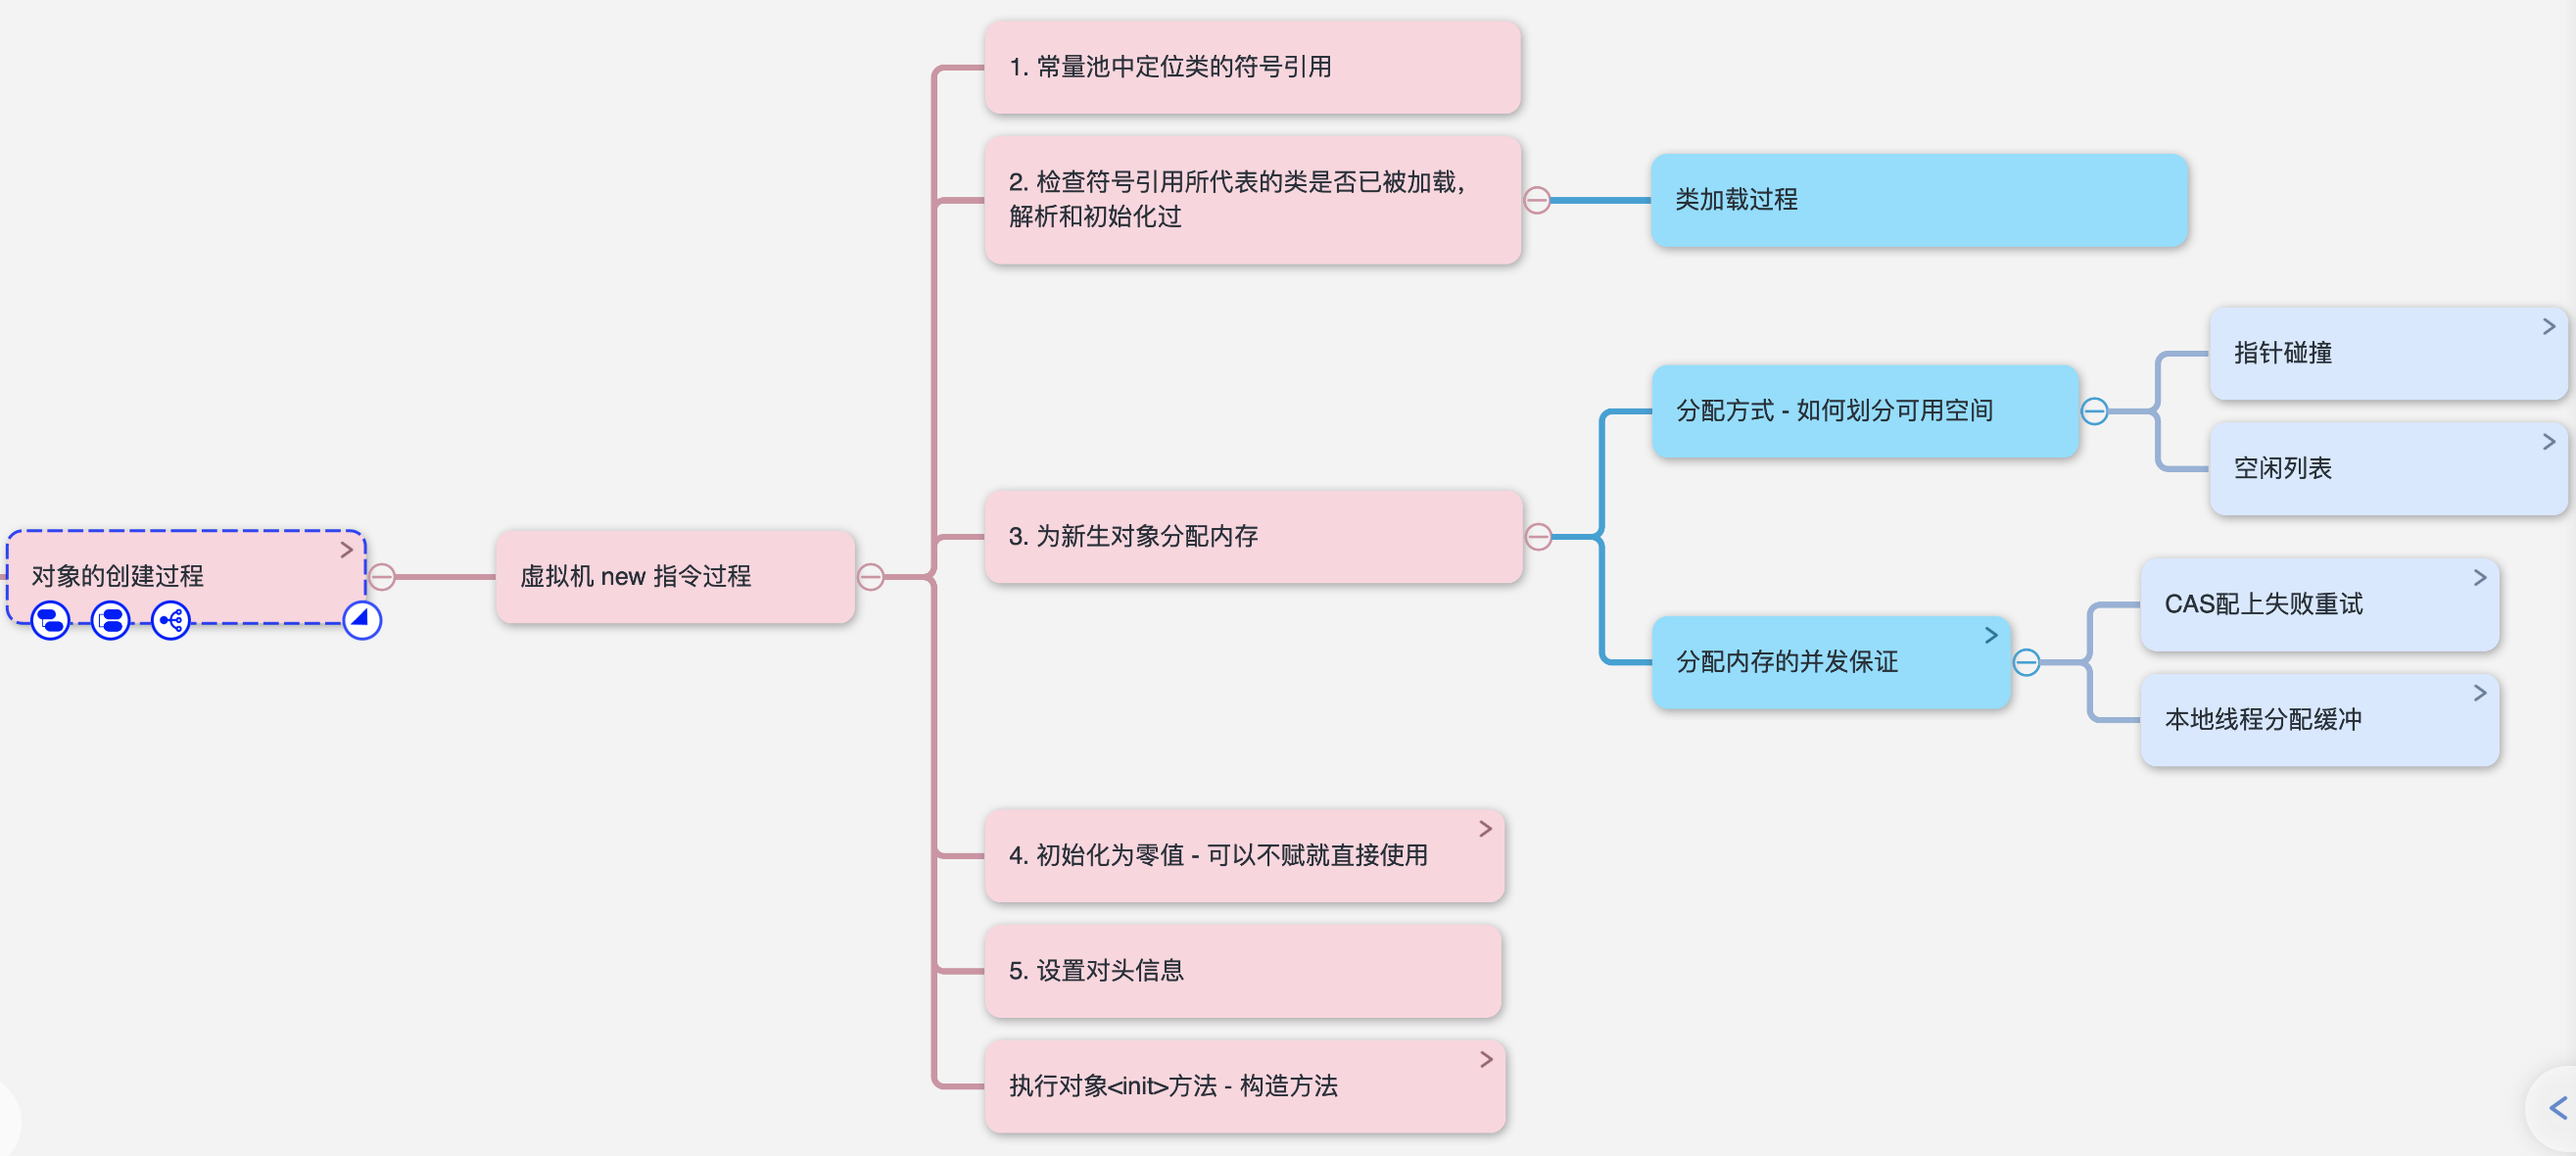 对象的创建过程
虚拟机 new 指令过程
1. 常量池中定位类的符号引用
2. 检查符号引用所代表的类是否已被加载,
解析和初始化过
类加载过程
3. 为新生对象分配内存
分配方式 - 如何划分可用空间
指针碰撞
空闲列表
分配内存的并发保证
CAS配上失败重试
本地线程分配缓冲
4. 初始化为零值 - 可以不赋就直接使用
5. 设置对头信息
执行对象<init>方法 - 构造方法